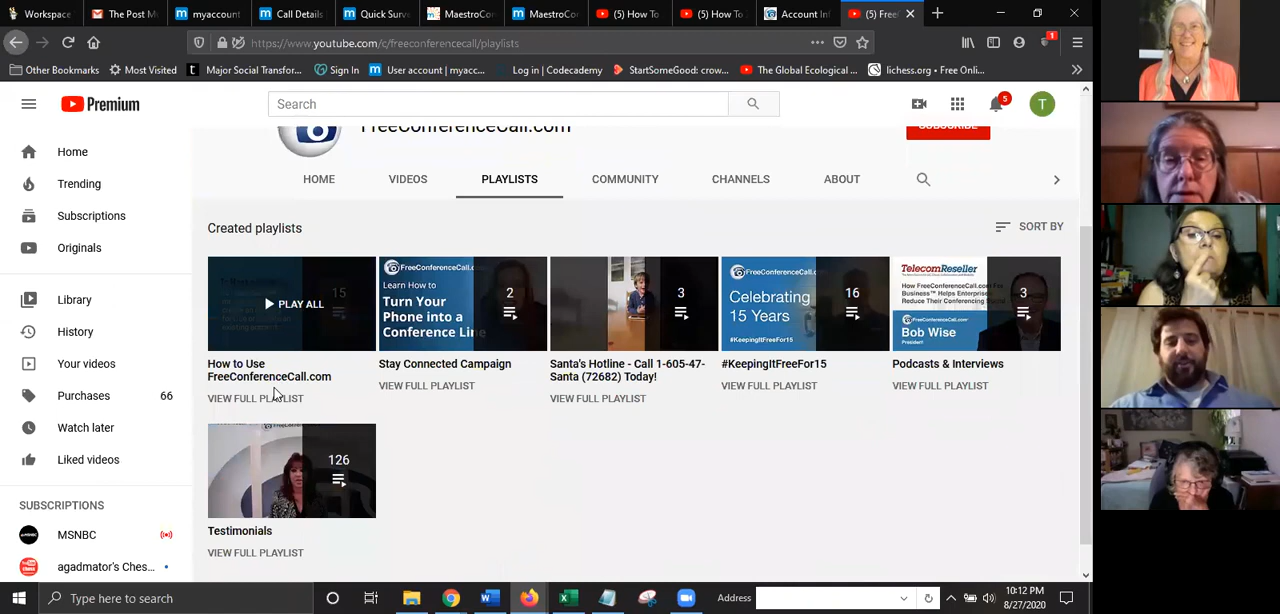 Workspace
The Post M
myaccount
Call Details
Quick Surv
MaestroCo
MaestroCo
(5) How To
(5) How To
Account In
(5) Free
https://www.youtube.com/c/freeconferencecall/playlists
1
Other Bookmarks
Most Visited
Major Social Transfor...
Sign In
User account | myacc...
Log in | Codecademy
StartSomeGood: crow...
The Global Ecological ...
lichess.org • Free Onli...
Premium
Search
5
T
FreeConferenceCall.com
SUBSCRIBE
Home
Trending
Subscriptions
Originals
Library
History
Your videos
Purchases 66
Watch later
Liked videos
SUBSCRIPTIONS
MSNBC
agadmator's Ches...
HOME
VIDEOS
PLAYLISTS
COMMUNITY
CHANNELS
ABOUT
Created playlists
SORT BY
PLAY ALL
15
How to Use
FreeConferenceCall.com
VIEW FULL PLAYLIST
FreeConferenceCall.c
Learn How to
Turn Your
Phone into a
Conference Line
2
Stay Connected Campaign
VIEW FULL PLAYLIST
3
Santa's Hotline - Call 1-605-47-
Santa (72682) Today!
VIEW FULL PLAYLIST
FreeConferenceCall.
Celebrating
15 Years
#KeepingItFreeFor15
16
#KeepingItFreeFor15
VIEW FULL PLAYLIST
TelecomReseller
How FreeConferenceCall.com for
Business™ Helps Enterprise
Reduce Their Conferencing
FreeConferenceCall.com
Bob Wise
3
Podcasts & Interviews
VIEW FULL PLAYLIST
126
Testimonials
VIEW FULL PLAYLIST
Type here to search
Address
10:12 PM
8/27/2020